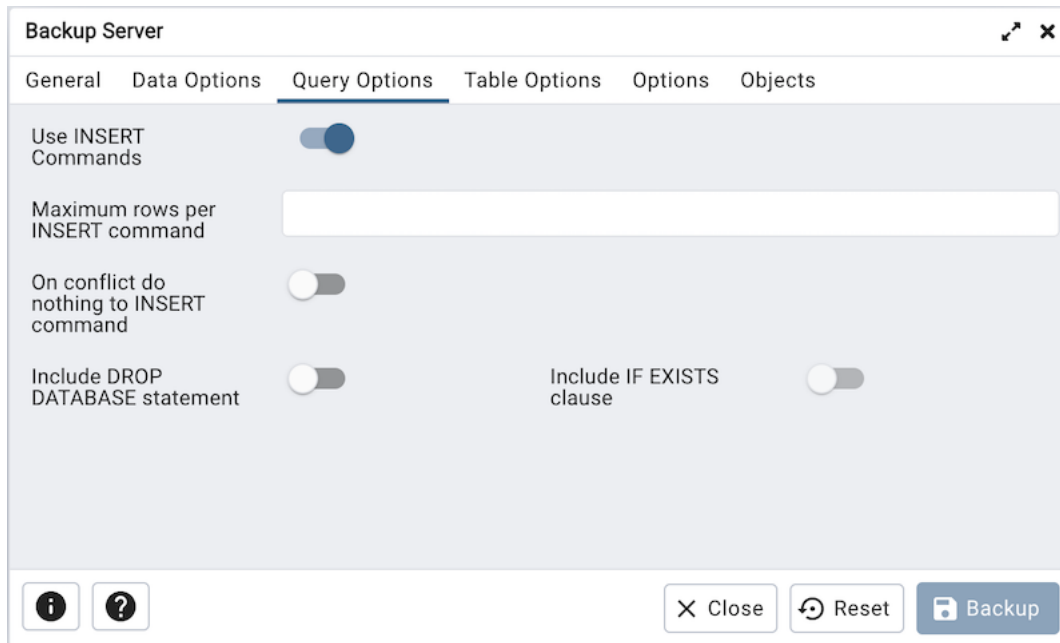 Backup Server
General Data Options Query Options Table Options Options Objects
Use INSERT
Commands
Maximum rows per
INSERT command
On conflict do
nothing to INSERT
command
Include DROP
DATABASE statement
Include IF EXISTS
clause
Close Reset Backup